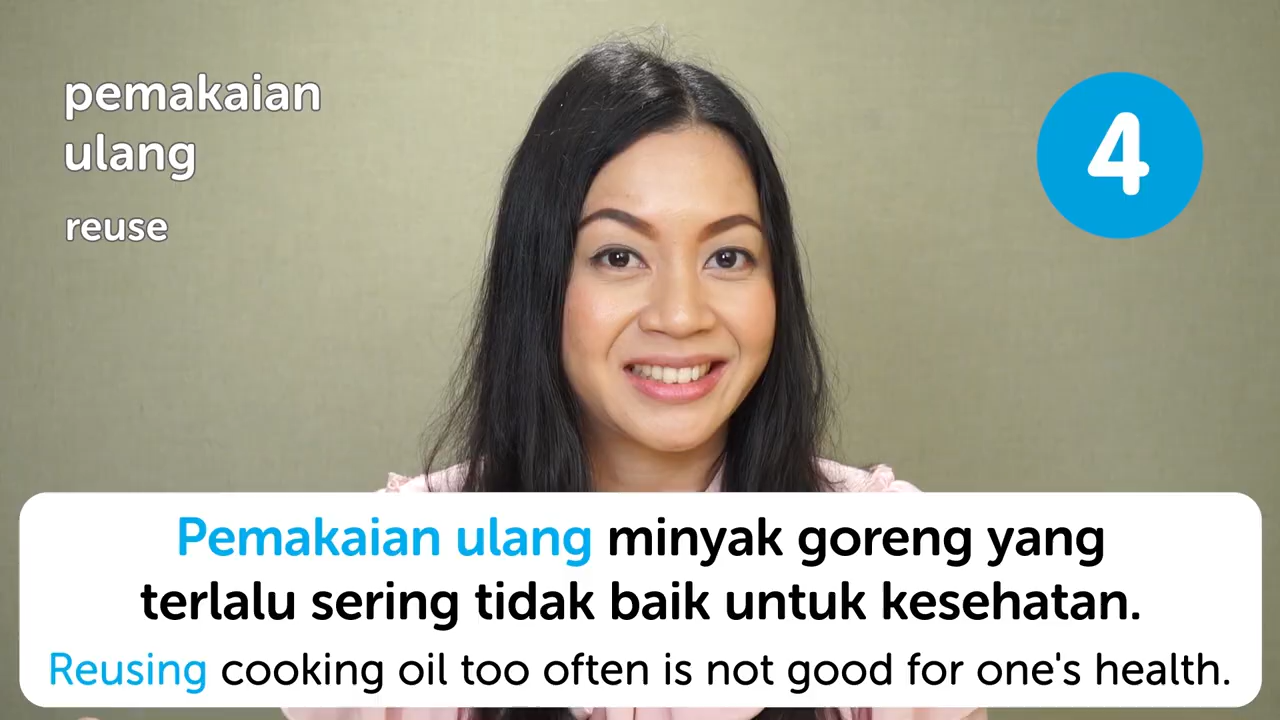 pemakaian
ulang
reuse
4
Pemakaian ulang minyak goreng yang
terlalu sering tidak baik untuk kesehatan.
Reusing cooking oil too often is not good for one's health.